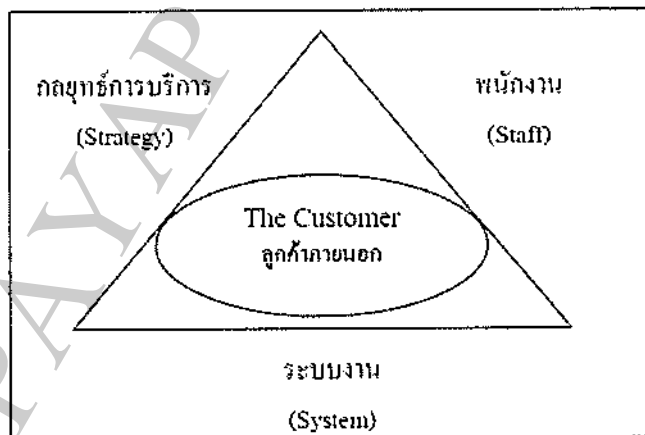 กลยุทธ์การบริการ
(Strategy)
พนักงาน
(Staff)
The Customer
ลูกค้าภายนอก
ระบบงาน
(System)
PAYAP